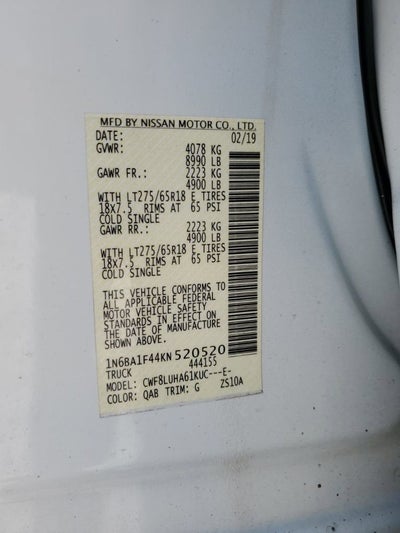 MFD BY NISSAN MOTOR CO., LTD.
DATE: 02/19
GVWR: 4078 KG
8990 LB
GAWR FR.: 2223 KG
4900 LB
WITH LT275/65R18 E TIRES
18X7.5 RIMS AT 65 PSI
COLD SINGLE
GAWR RR.: 2223 KG
4900 LB
WITH LT275/65R18 E TIRES
18X7.5 RIMS AT 65 PSI
COLD SINGLE
THIS VEHICLE CONFORMS TO
ALL APPLICABLE FEDERAL
MOTOR VEHICLE SAFETY
STANDARDS IN EFFECT ON
THE DATE OF MANUFACTURE
SHOWN ABOVE.
1N6BA1F44KN520520
TRUCK 444155
MODEL: CWF8LUHA61KUC---E-
COLOR: QAB TRIM: G ZS10A